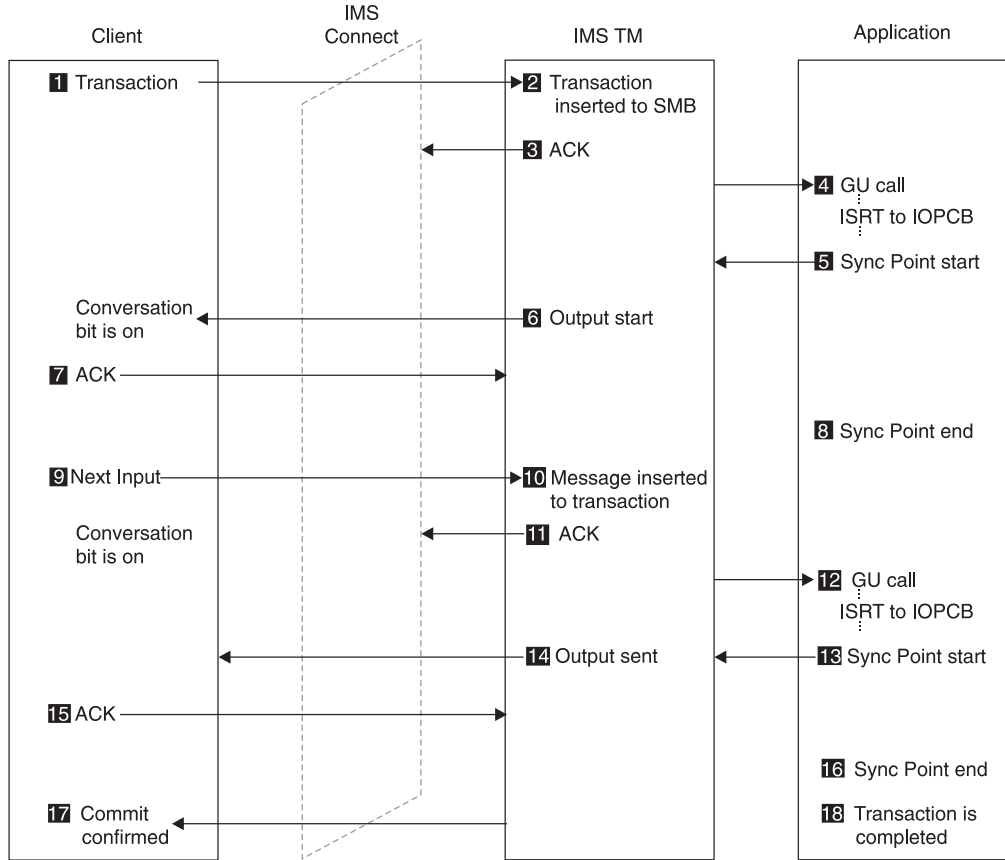 Client
IMS
Connect
IMS TM
Application
1 Transaction
2 Transaction
inserted to SMB
3 ACK
4 GU call
ISRT to IOPCB
5 Sync Point start
Conversation
bit is on
6 Output start
7 ACK
8 Sync Point end
9 Next Input
10 Message inserted
to transaction
Conversation
bit is on
11 ACK
12 GU call
ISRT to IOPCB
14 Output sent
13 Sync Point start
15 ACK
16 Sync Point end
17 Commit
confirmed
18 Transaction is
completed